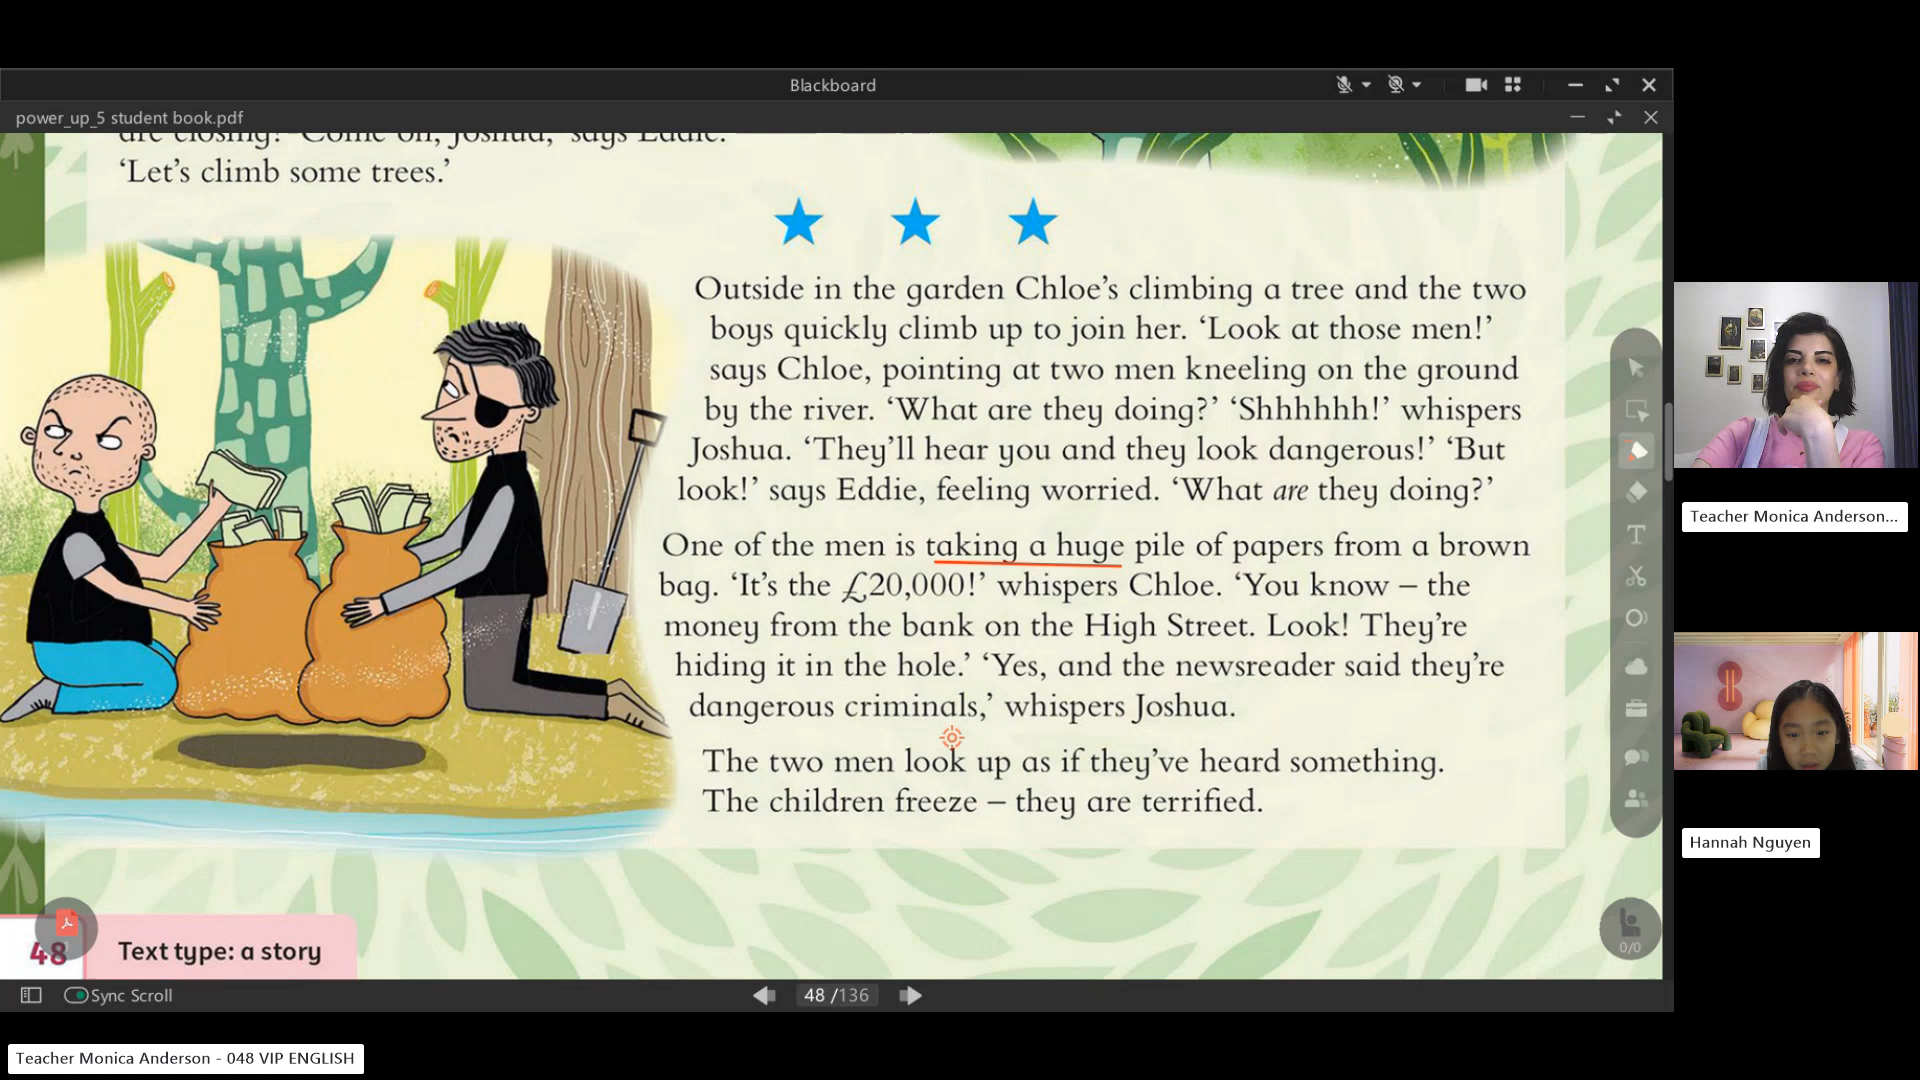 Blackboard
power_up_5 student book.pdf
are closing!' 'Come on, Joshua,' says Eddie.
‘Let’s climb some trees.’
Outside in the garden Chloe’s climbing a tree and the two
boys quickly climb up to join her. ‘Look at those men!’
says Chloe, pointing at two men kneeling on the ground
by the river. ‘What are they doing?’ ‘Shhhhhh!’ whispers
Joshua. ‘They’ll hear you and they look dangerous!’ ‘But
look!’ says Eddie, feeling worried. ‘What are they doing?’
One of the men is taking a huge pile of papers from a brown
bag. ‘It’s the £20,000!’ whispers Chloe. ‘You know – the
money from the bank on the High Street. Look! They’re
hiding it in the hole.’ ‘Yes, and the newsreader said they’re
dangerous criminals,’ whispers Joshua.
The two men look up as if they’ve heard something.
The children freeze – they are terrified.
48
Text type: a story
Sync Scroll
48 /136
0/0
Teacher Monica Anderson...
Hannah Nguyen
Teacher Monica Anderson - 048 VIP ENGLISH